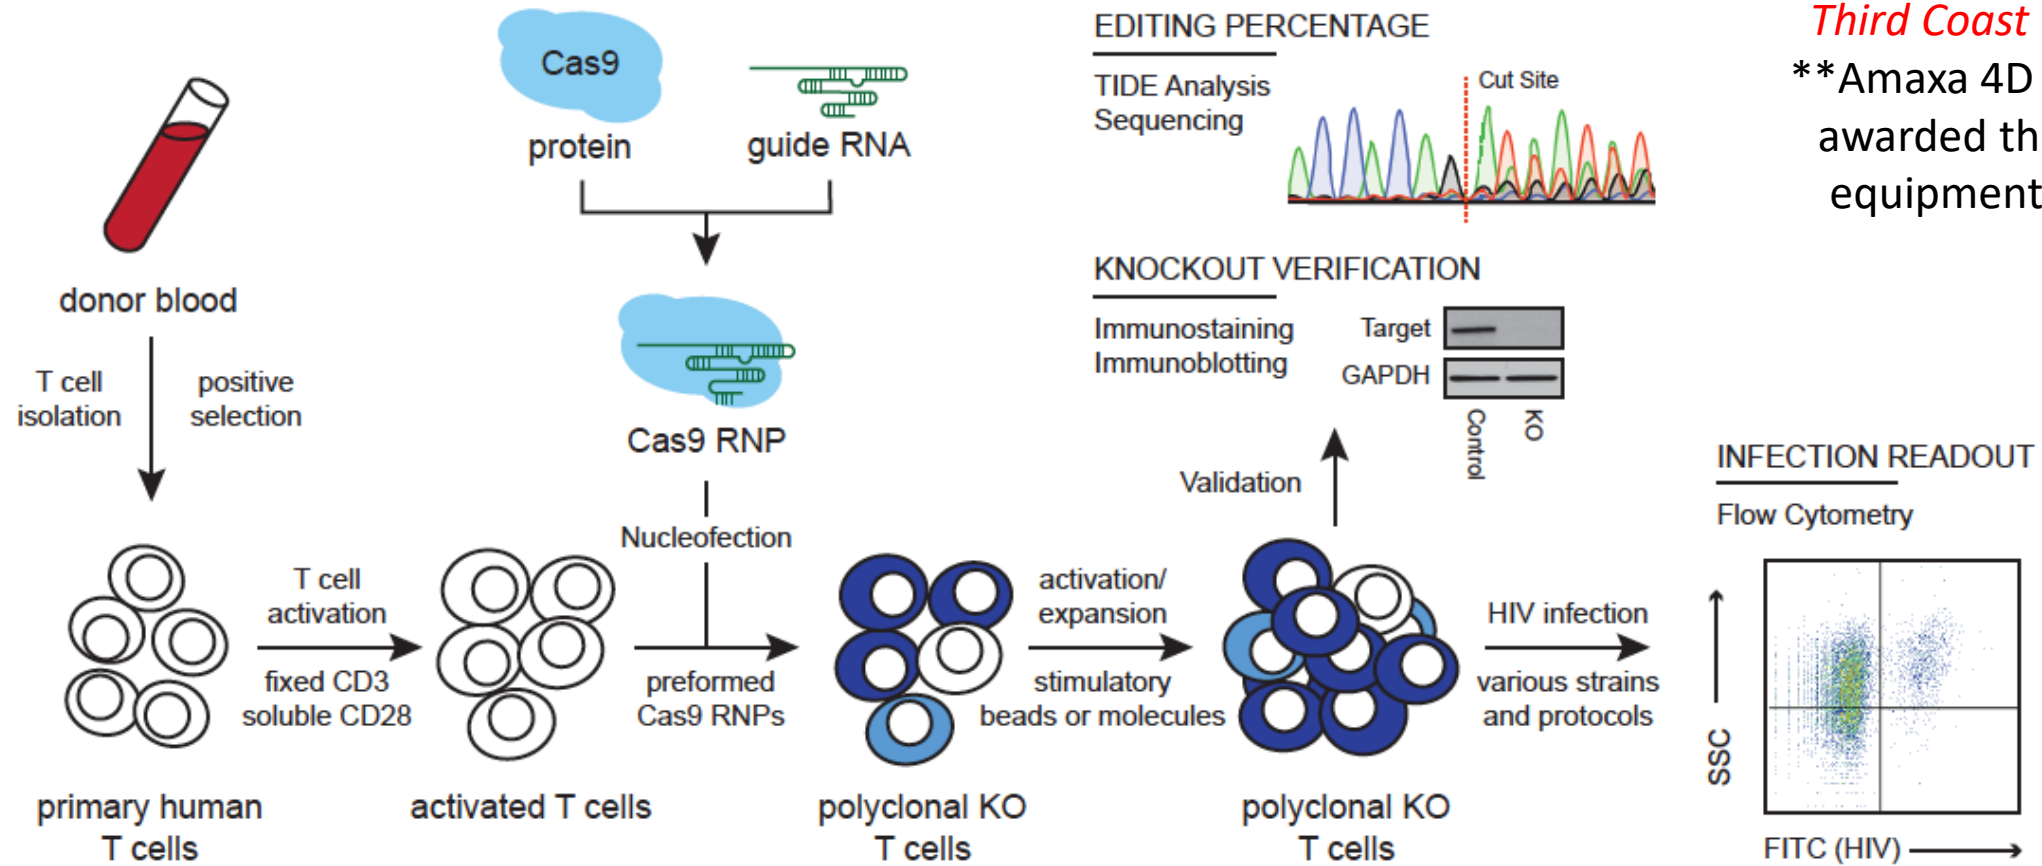 Cas9
protein
guide RNA
donor blood
T cell
isolation
positive
selection
Cas9 RNP
Nucleofection
primary human
T cells
T cell
activation
fixed CD3
soluble CD28
activated T cells
preformed
Cas9 RNPs
polyclonal KO
T cells
activation/
expansion
stimulatory
beads or molecules
polyclonal KO
T cells
Validation
EDITING PERCENTAGE
TIDE Analysis
Sequencing
Cut Site
KNOCKOUT VERIFICATION
Immunostaining
Immunoblotting
Target
GAPDH
Control
KO
HIV infection
various strains
and protocols
INFECTION READOUT
Flow Cytometry
SSC
FITC (HIV)
Third Coast
**Amaxa 4D
awarded th
equipment